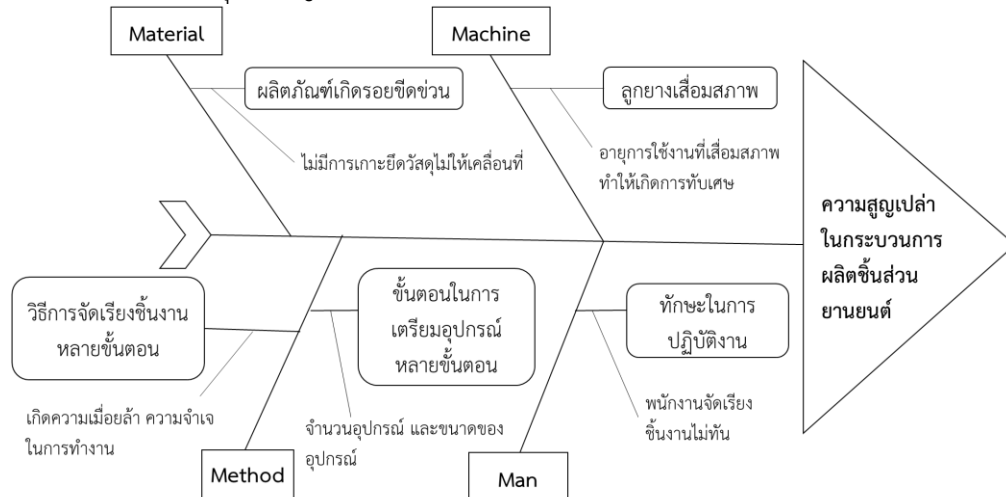 Material
Machine
ผลิตภัณฑ์เกิดรอยขีดข่วน
ลูกยางเสื่อมสภาพ
ไม่มีการเกาะยึดวัสดุไม่ให้เคลื่อนที่
อายุการใช้งานที่เสื่อมสภาพ
ทำให้เกิดการทับเศษ
ความสูญเปล่า
ในกระบวนการ
ผลิตชิ้นส่วน
ยานยนต์
วิธีการจัดเรียงชิ้นงาน
หลายขั้นตอน
ขั้นตอนในการ
เตรียมอุปกรณ์
หลายขั้นตอน
ทักษะในการ
ปฏิบัติงาน
เกิดความเมื่อยล้า ความจำเจ
ในการทำงาน
จำนวนอุปกรณ์ และขนาดของ
อุปกรณ์
พนักงานจัดเรียง
ชิ้นงานไม่ทัน
Method
Man